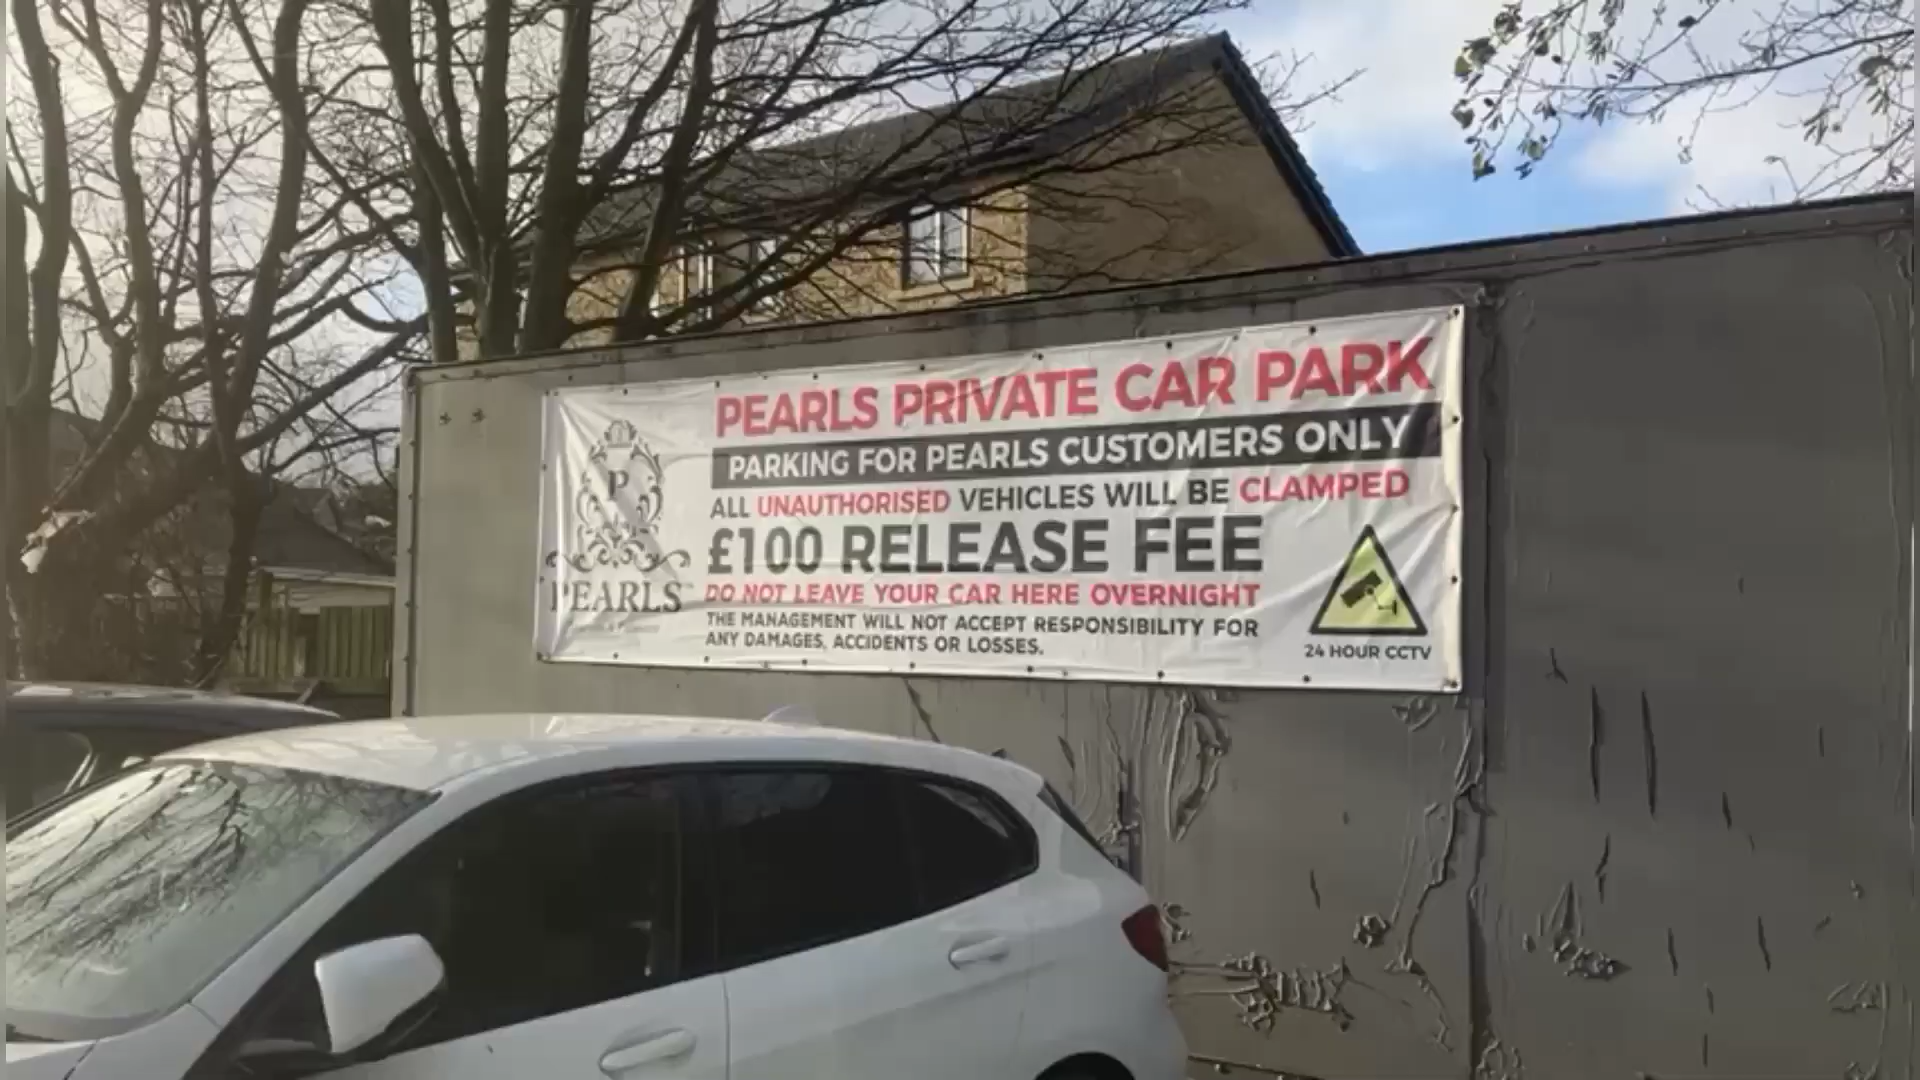 P
PEARLS
PEARLS PRIVATE CAR PARK
PARKING FOR PEARLS CUSTOMERS ONLY
ALL UNAUTHORISED VEHICLES WILL BE CLAMPED
£100 RELEASE FEE
DO NOT LEAVE YOUR CAR HERE OVERNIGHT
THE MANAGEMENT WILL NOT ACCEPT RESPONSIBILITY FOR
ANY DAMAGES, ACCIDENTS OR LOSSES.
24 HOUR CCTV